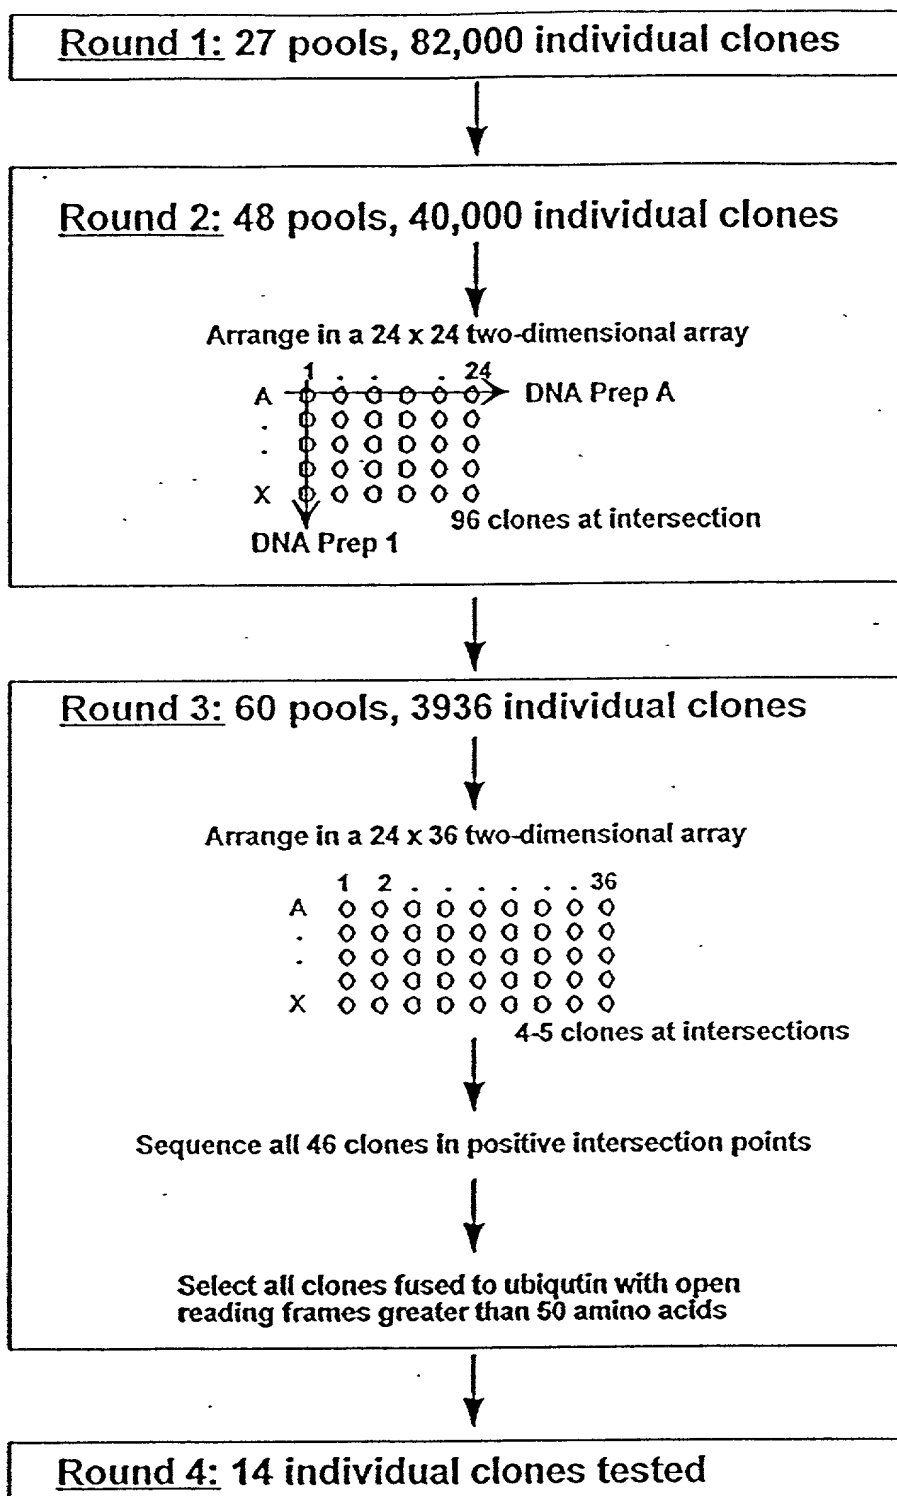 Round 1: 27 pools, 82,000 individual clones
Round 2: 48 pools, 40,000 individual clones
Arrange in a 24 x 24 two-dimensional array
1 . . . 24
A DNA Prep A
.
.
X
96 clones at intersection
DNA Prep 1
Round 3: 60 pools, 3936 individual clones
Arrange in a 24 x 36 two-dimensional array
1 2 . . . . . . 36
A
.
.
X
4-5 clones at intersections
Sequence all 46 clones in positive intersection points
Select all clones fused to ubiqutin with open
reading frames greater than 50 amino acids
Round 4: 14 individual clones tested